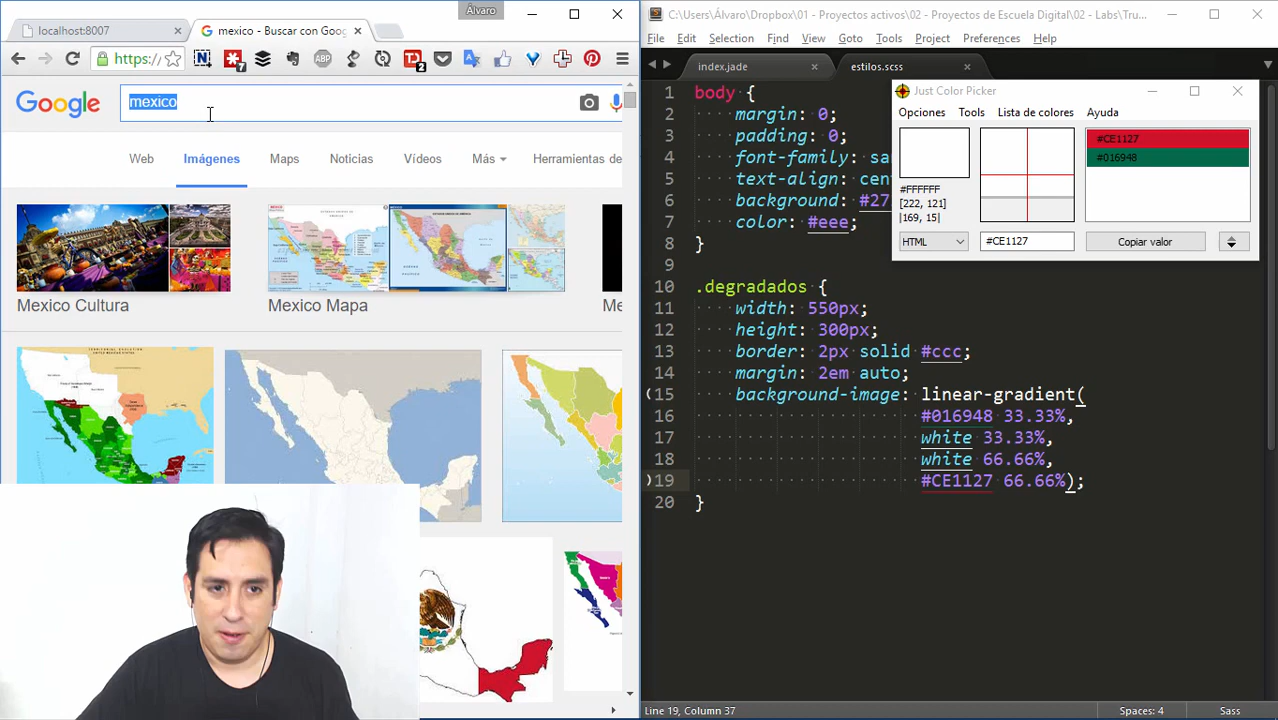 Álvaro
localhost:8007
mexico - Buscar con Goog
https://
7
ABP
TD
2
Google
mexico
Web
Imágenes
Maps
Noticias
Vídeos
Más
Herramientas de
Mexico Cultura
Mexico Mapa
Me
C:\Users\Álvaro\Dropbox\01 - Proyectos activos\02 - Proyectos de Escuela Digital\02 - Labs\Tru...
File Edit Selection Find View Goto Tools Project Preferences Help
index.jade
estilos.scss
1 body {
2 margin: 0;
3 padding: 0;
4 font-family: sa
5 text-align: cen
6 background: #27
7 color: #eee;
8 }
9
10 .degradados {
11 width: 550px;
12 height: 300px;
13 border: 2px solid #ccc;
14 margin: 2em auto;
15 background-image: linear-gradient(
16 #016948 33.33%,
17 white 33.33%,
18 white 66.66%,
19 #CE1127 66.66%);
20 }
Just Color Picker
Opciones Tools Lista de colores Ayuda
#CE1127
#016948
#FFFFFF
[222, 121]
|169, 15|
HTML
#CE1127
Copiar valor
Line 19, Column 37
Spaces: 4
Sass